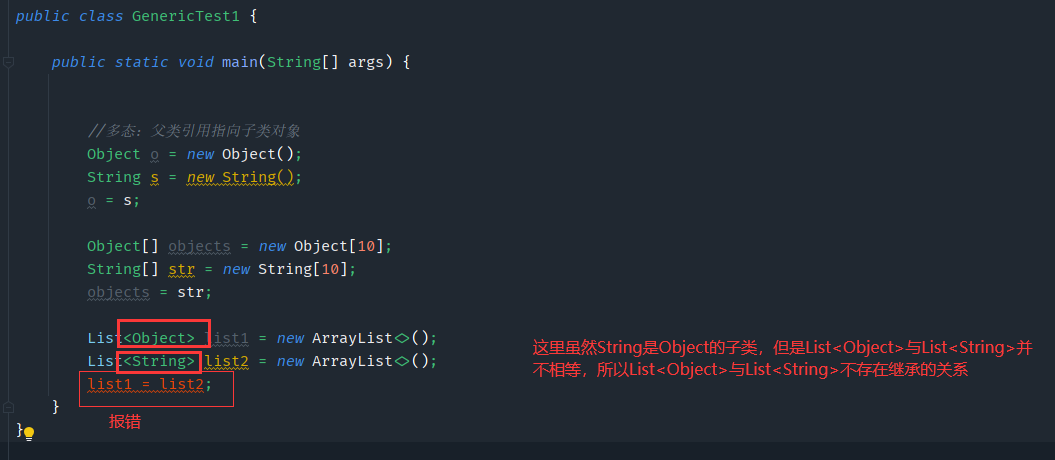 public class GenericTest1 {
public static void main(String[] args) {
//多态：父类引用指向子类对象
Object o = new Object();
String s = new String();
o = s;
Object[] objects = new Object[10];
String[] str = new String[10];
objects = str;
List<Object> list1 = new ArrayList<>();
List<String> list2 = new ArrayList<>();
list1 = list2;
}
}
报错
这里虽然String是Object的子类，但是List<Object>与List<String>并
不相等，所以List<Object>与List<String>不存在继承的关系